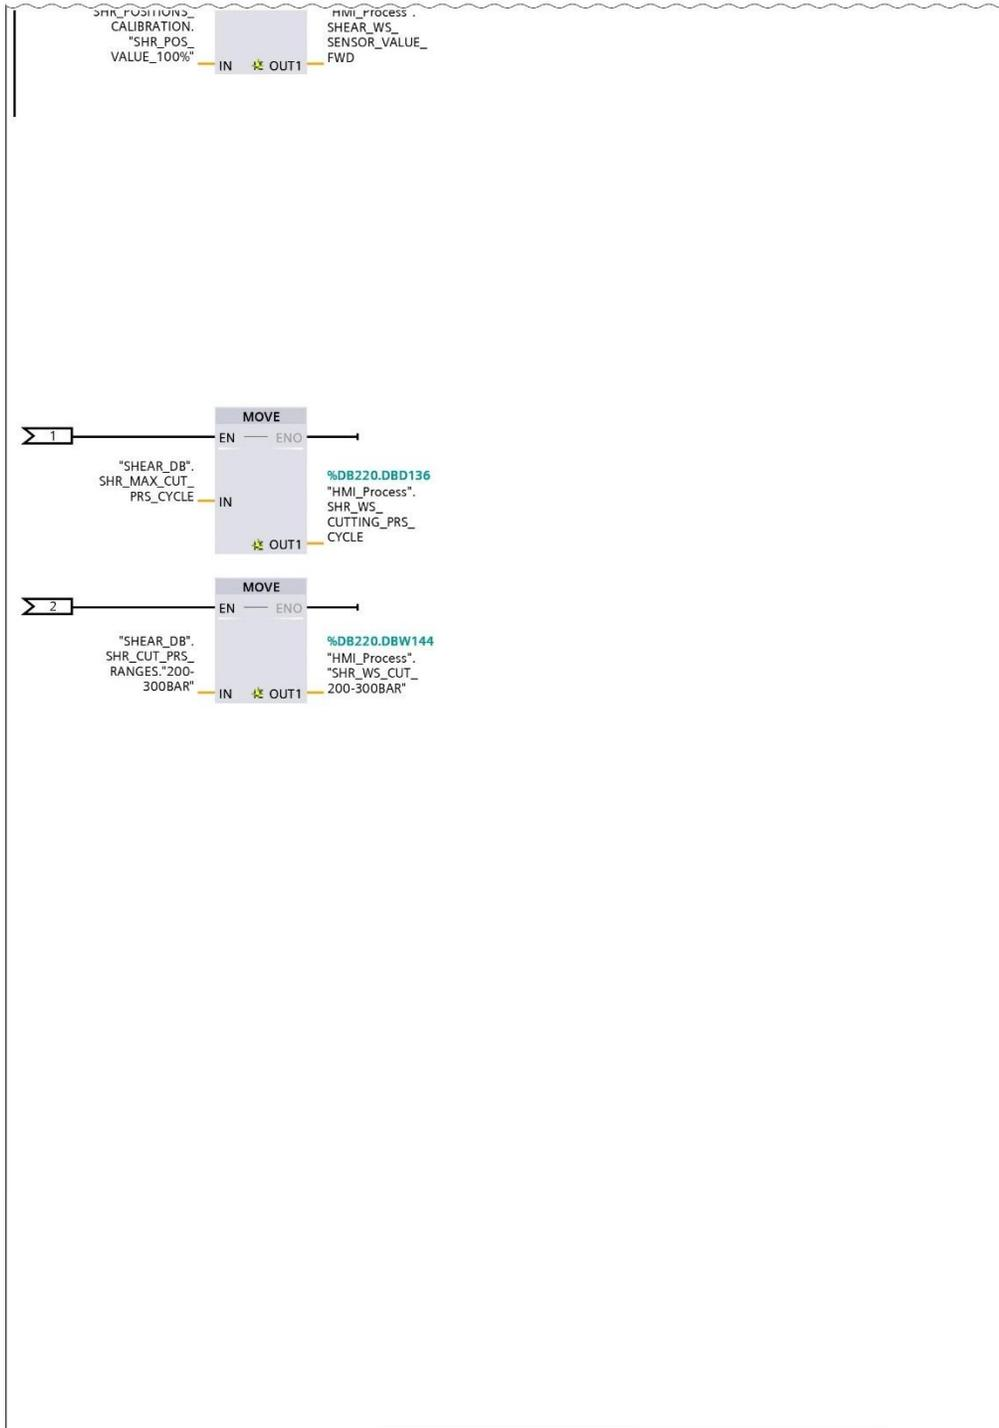 SHR_POSITIONS_
CALIBRATION.
"SHR_POS_
VALUE_100%"
IN
OUT1
"HMI_Process".
SHEAR_WS_
SENSOR_VALUE_
FWD
1
MOVE
EN
ENO
"SHEAR_DB".
SHR_MAX_CUT_
PRS_CYCLE
IN
OUT1
%DB220.DBD136
"HMI_Process".
SHR_WS_
CUTTING_PRS_
CYCLE
2
MOVE
EN
ENO
"SHEAR_DB".
SHR_CUT_PRS_
RANGES."200-
300BAR"
IN
OUT1
%DB220.DBW144
"HMI_Process".
"SHR_WS_CUT_
200-300BAR"